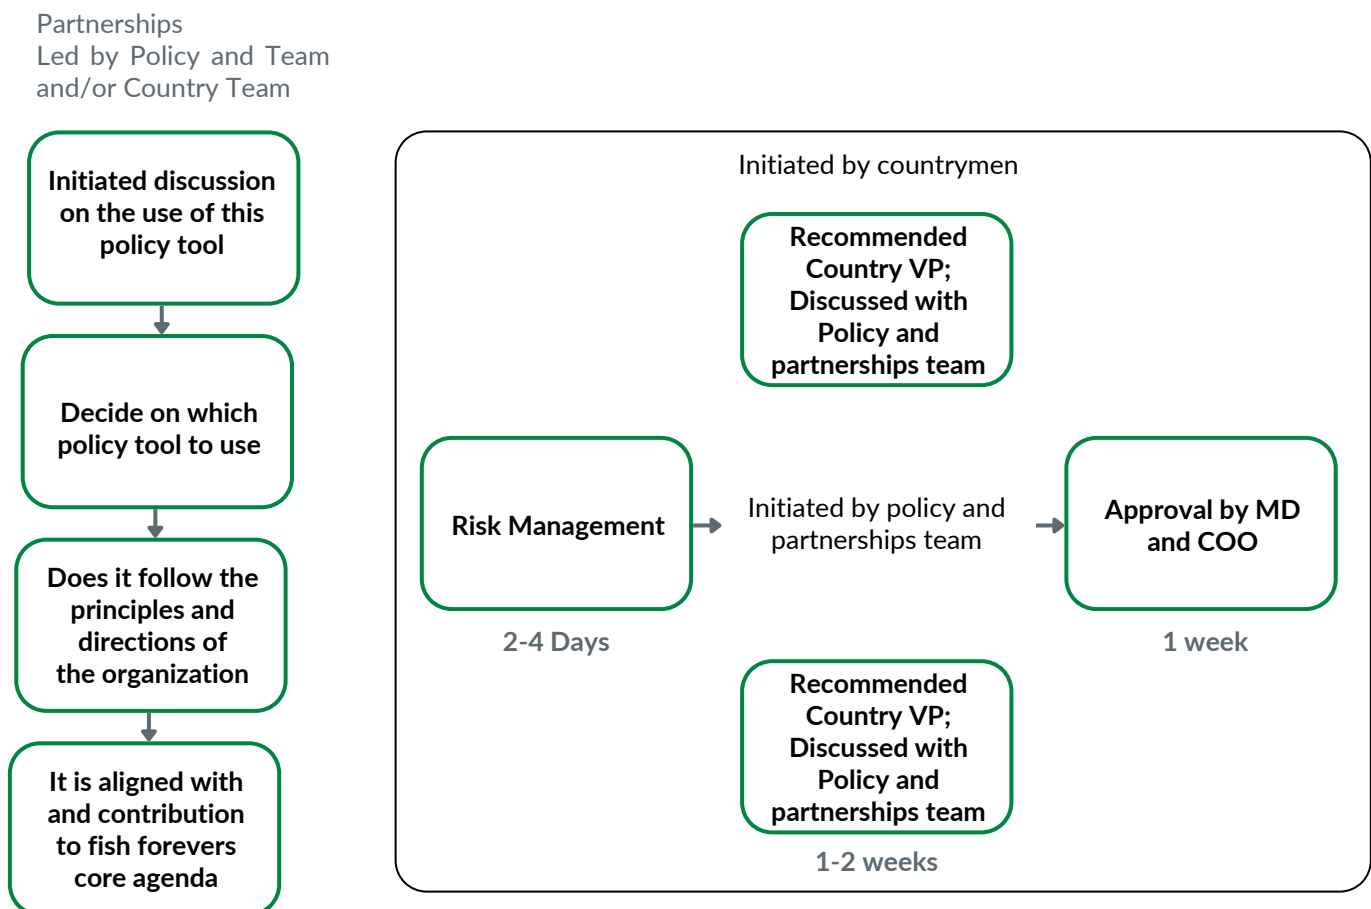 Partnerships
Led by Policy and Team
and/or Country Team
Initiated discussion
on the use of this
policy tool
Decide on which
policy tool to use
Does it follow the
principles and
directions of
the organization
It is aligned with
and contribution
to fish forevers
core agenda
Initiated by countrymen
Recommended
Country VP;
Discussed with
Policy and
partnerships team
Risk Management
2-4 Days
Initiated by policy and
partnerships team
Approval by MD
and COO
1 week
Recommended
Country VP;
Discussed with
Policy and
partnerships team
1-2 weeks